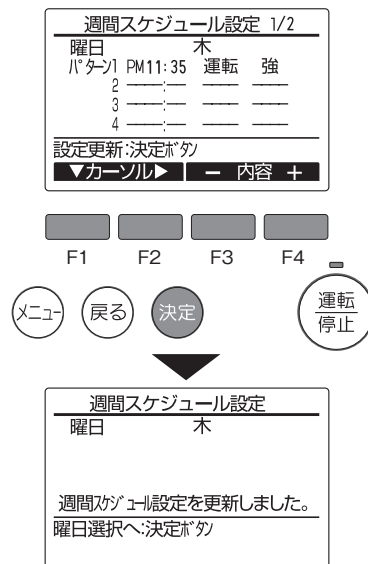 週間スケジュール設定 1/2
曜日 木
パターン1 PM11:35 運転 強
2 ––:–– –– ––
3 ––:–– –– ––
4 ––:–– –– ––
設定更新:決定ボタン
▼カーソル▶ − 内容 +
F1 F2 F3 F4
メニュー 戻る 決定 運転
停止
週間スケジュール設定
曜日 木
週間スケジュール設定を更新しました。
曜日選択へ:決定ボタン